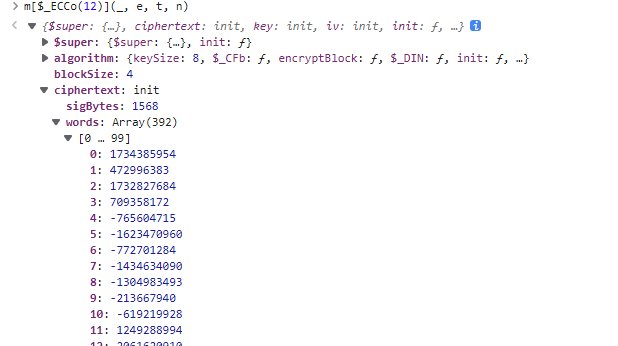 m[$_ECCo(12)](_, e, t, n)
{$super: {…}, ciphertext: init, key: init, iv: init, init: ƒ, …}
$super: {$super: {…}, init: ƒ}
algorithm: {keySize: 8, $_CFb: ƒ, encryptBlock: ƒ, $_DIN: ƒ, init: ƒ, …}
blockSize: 4
ciphertext: init
sigBytes: 1568
words: Array(392)
[0 … 99]
0: 1734385954
1: 472996383
2: 1732827684
3: 709358172
4: -765604715
5: -1623470960
6: -772701284
7: -1434634090
8: -1304983493
9: -213667940
10: -619219928
11: 1249288994